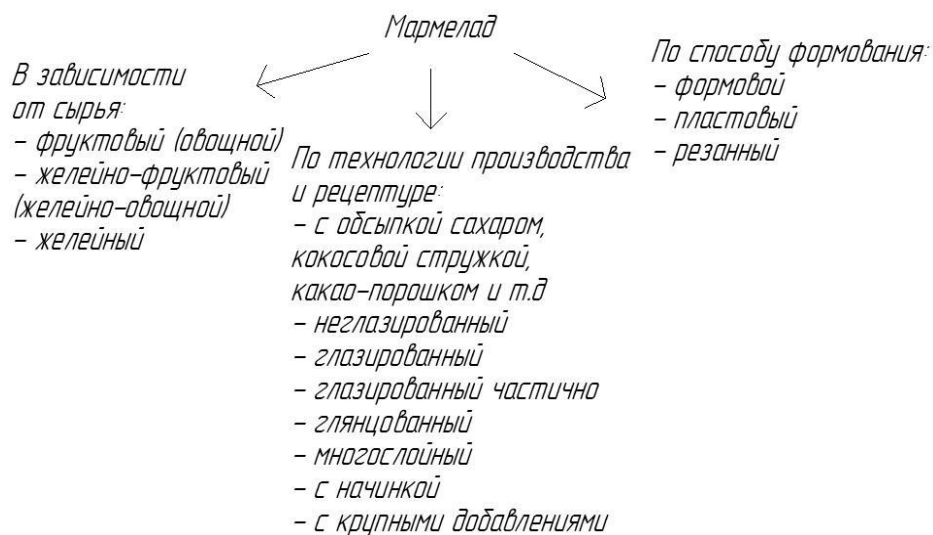 Мармелад
В зависимости
от сырья:
- фруктовый (овощной)
- желейно-фруктовый
(желейно-овощной)
- желейный
По технологии производства
и рецептуре:
- с обсыпкой сахаром,
кокосовой стружкой,
какао-порошком и т.д
- неглазированный
- глазированный
- глазированный частично
- глянцованный
- многослойный
- с начинкой
- с крупными добавлениями
По способу формования:
- формовой
- пластовый
- резанный